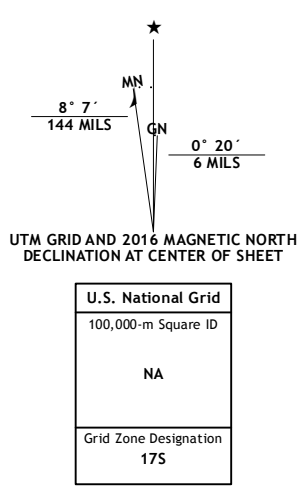 MN
8° 7´
144 MILS
GN
0° 20´
6 MILS
UTM GRID AND 2016 MAGNETIC NORTH
DECLINATION AT CENTER OF SHEET
U.S. National Grid
100,000-m Square ID
NA
Grid Zone Designation
17S